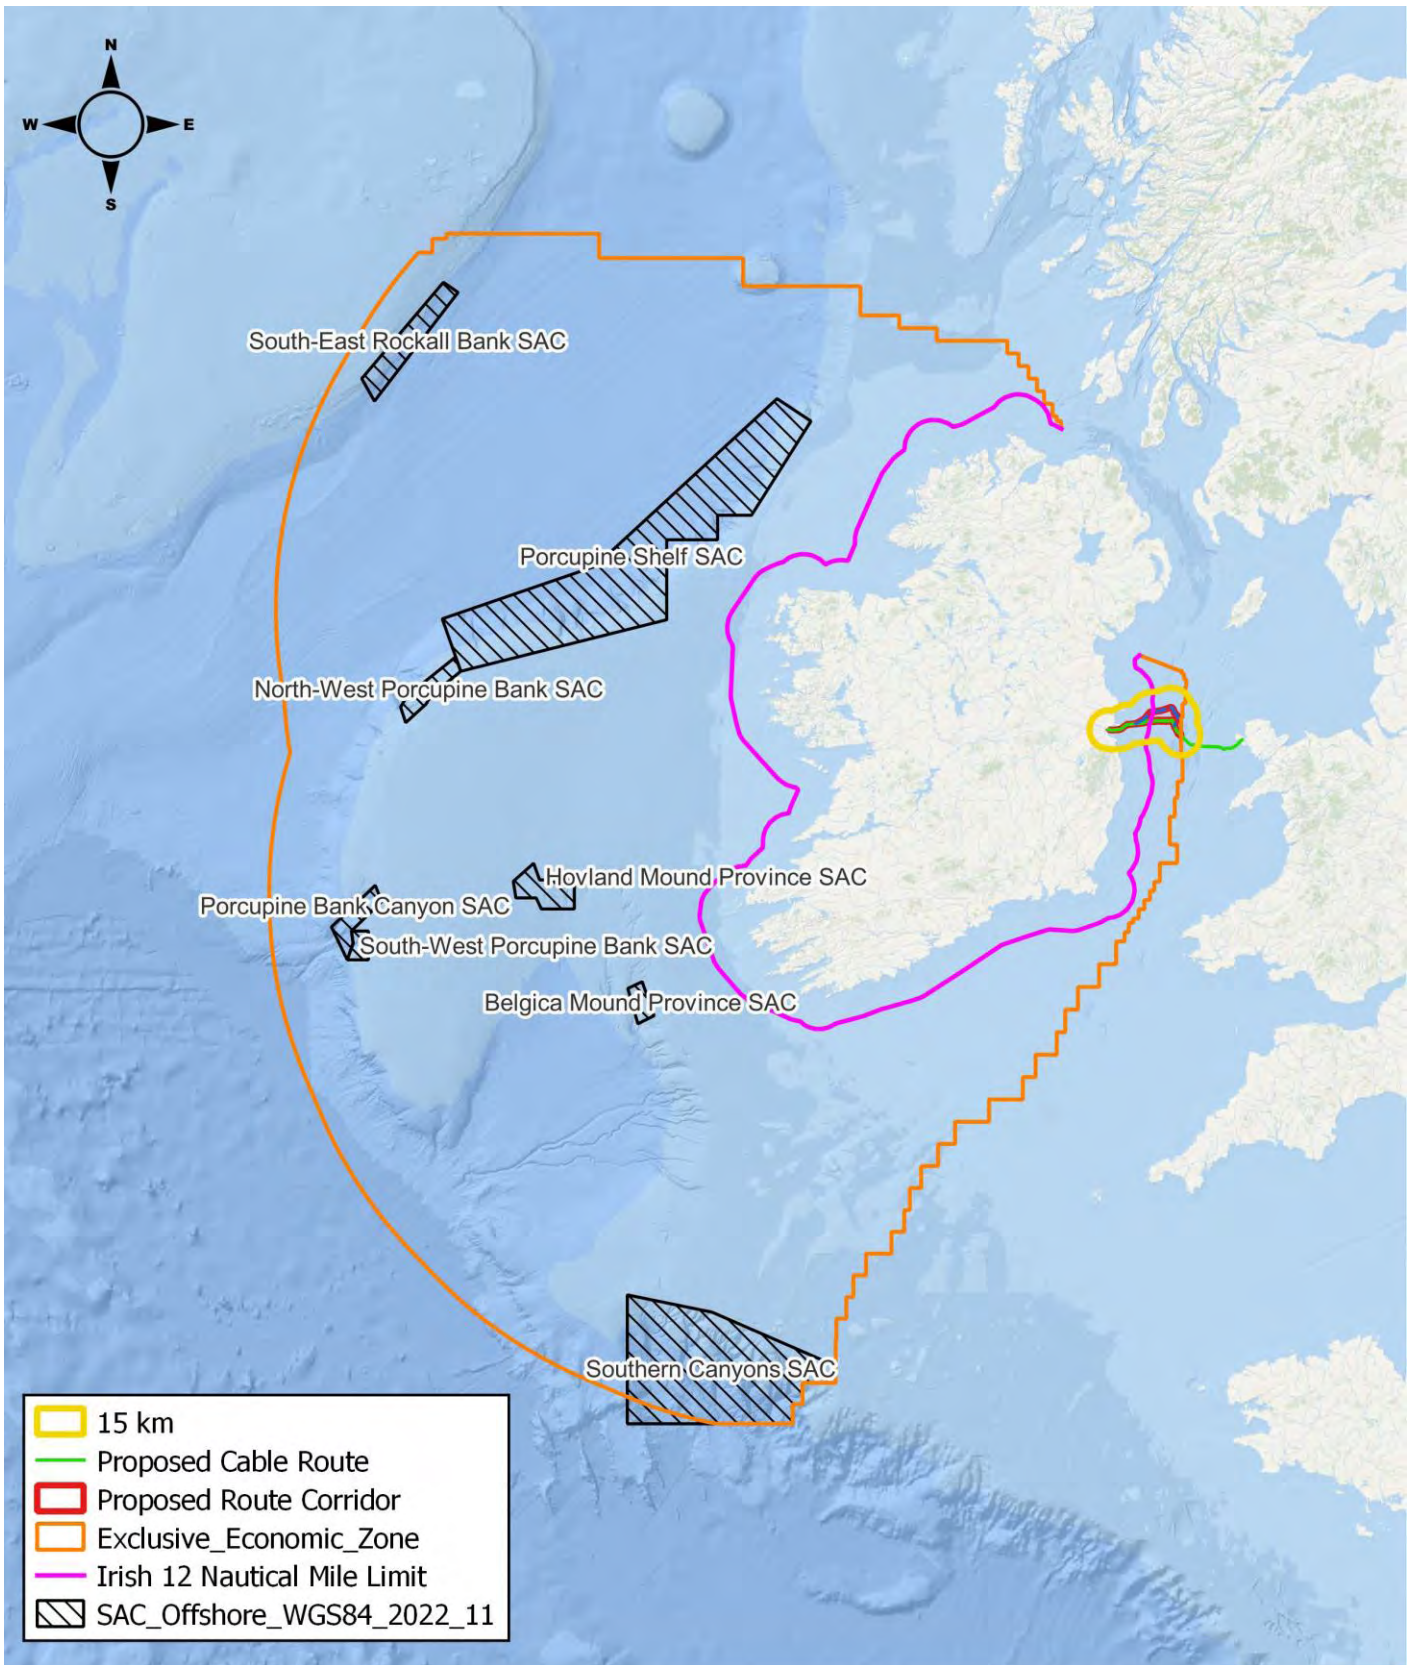 N
W E
S
South-East Rockall Bank SAC
Porcupine Shelf SAC
North-West Porcupine Bank SAC
Hovland Mound Province SAC
Porcupine Bank Canyon SAC
South-West Porcupine Bank SAC
Belgica Mound Province SAC
Southern Canyons SAC
15 km
Proposed Cable Route
Proposed Route Corridor
Exclusive_Economic_Zone
Irish 12 Nautical Mile Limit
SAC_Offshore_WGS84_2022_11